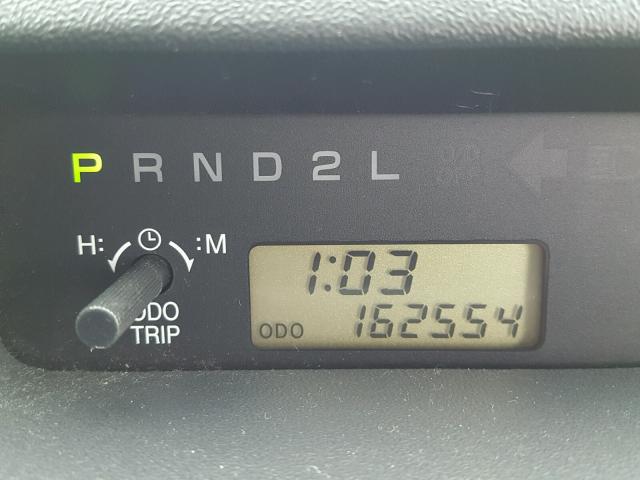 P R N D 2 L
H: :M
1:03
ODO 162554
ODO
TRIP